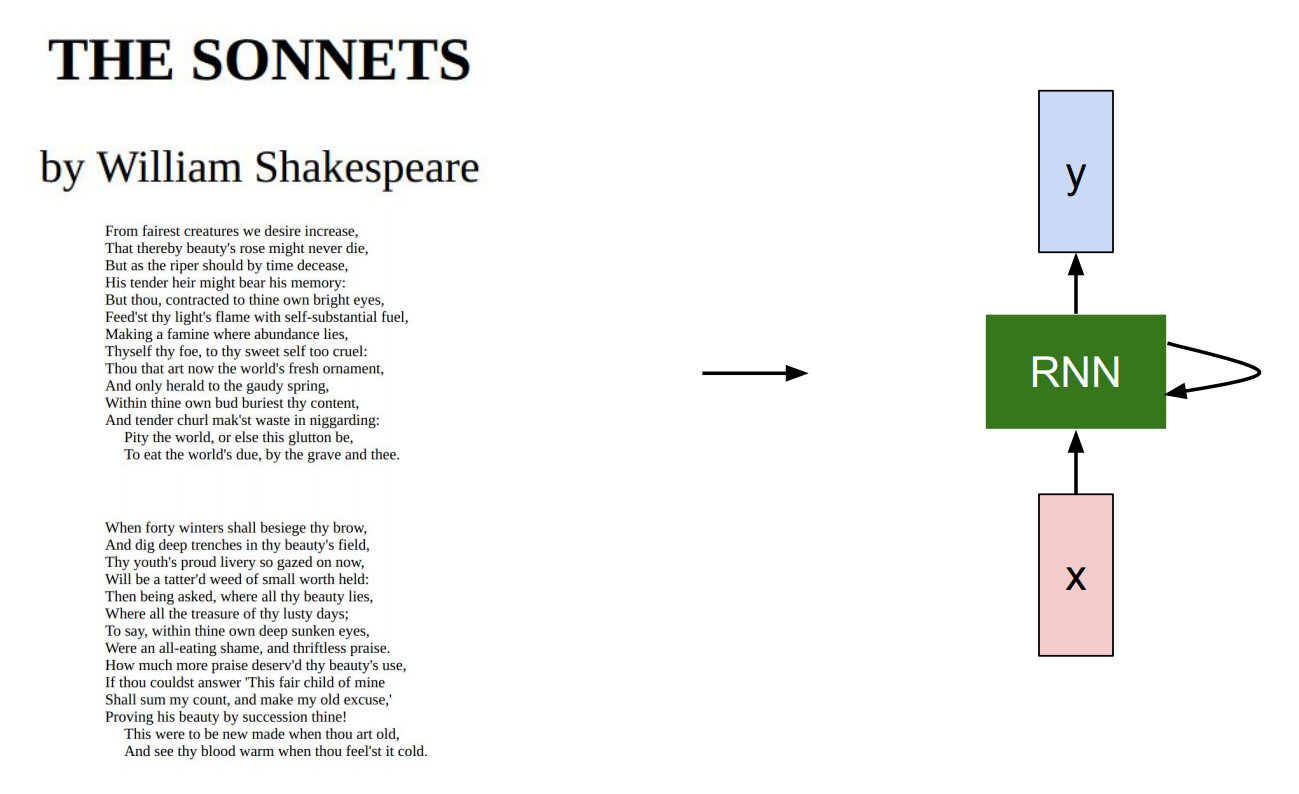 THE SONNETS
by William Shakespeare
From fairest creatures we desire increase,
That thereby beauty's rose might never die,
But as the riper should by time decease,
His tender heir might bear his memory:
But thou, contracted to thine own bright eyes,
Feed'st thy light's flame with self-substantial fuel,
Making a famine where abundance lies,
Thyself thy foe, to thy sweet self too cruel:
Thou that art now the world's fresh ornament,
And only herald to the gaudy spring,
Within thine own bud buriest thy content,
And tender churl mak'st waste in niggarding:
Pity the world, or else this glutton be,
To eat the world's due, by the grave and thee.
When forty winters shall besiege thy brow,
And dig deep trenches in thy beauty's field,
Thy youth's proud livery so gazed on now,
Will be a tatter'd weed of small worth held:
Then being asked, where all thy beauty lies,
Where all the treasure of thy lusty days;
To say, within thine own deep sunken eyes,
Were an all-eating shame, and thriftless praise.
How much more praise deserv'd thy beauty's use,
If thou couldst answer 'This fair child of mine
Shall sum my count, and make my old excuse,'
Proving his beauty by succession thine!
This were to be new made when thou art old,
And see thy blood warm when thou feel'st it cold.
y
RNN
x